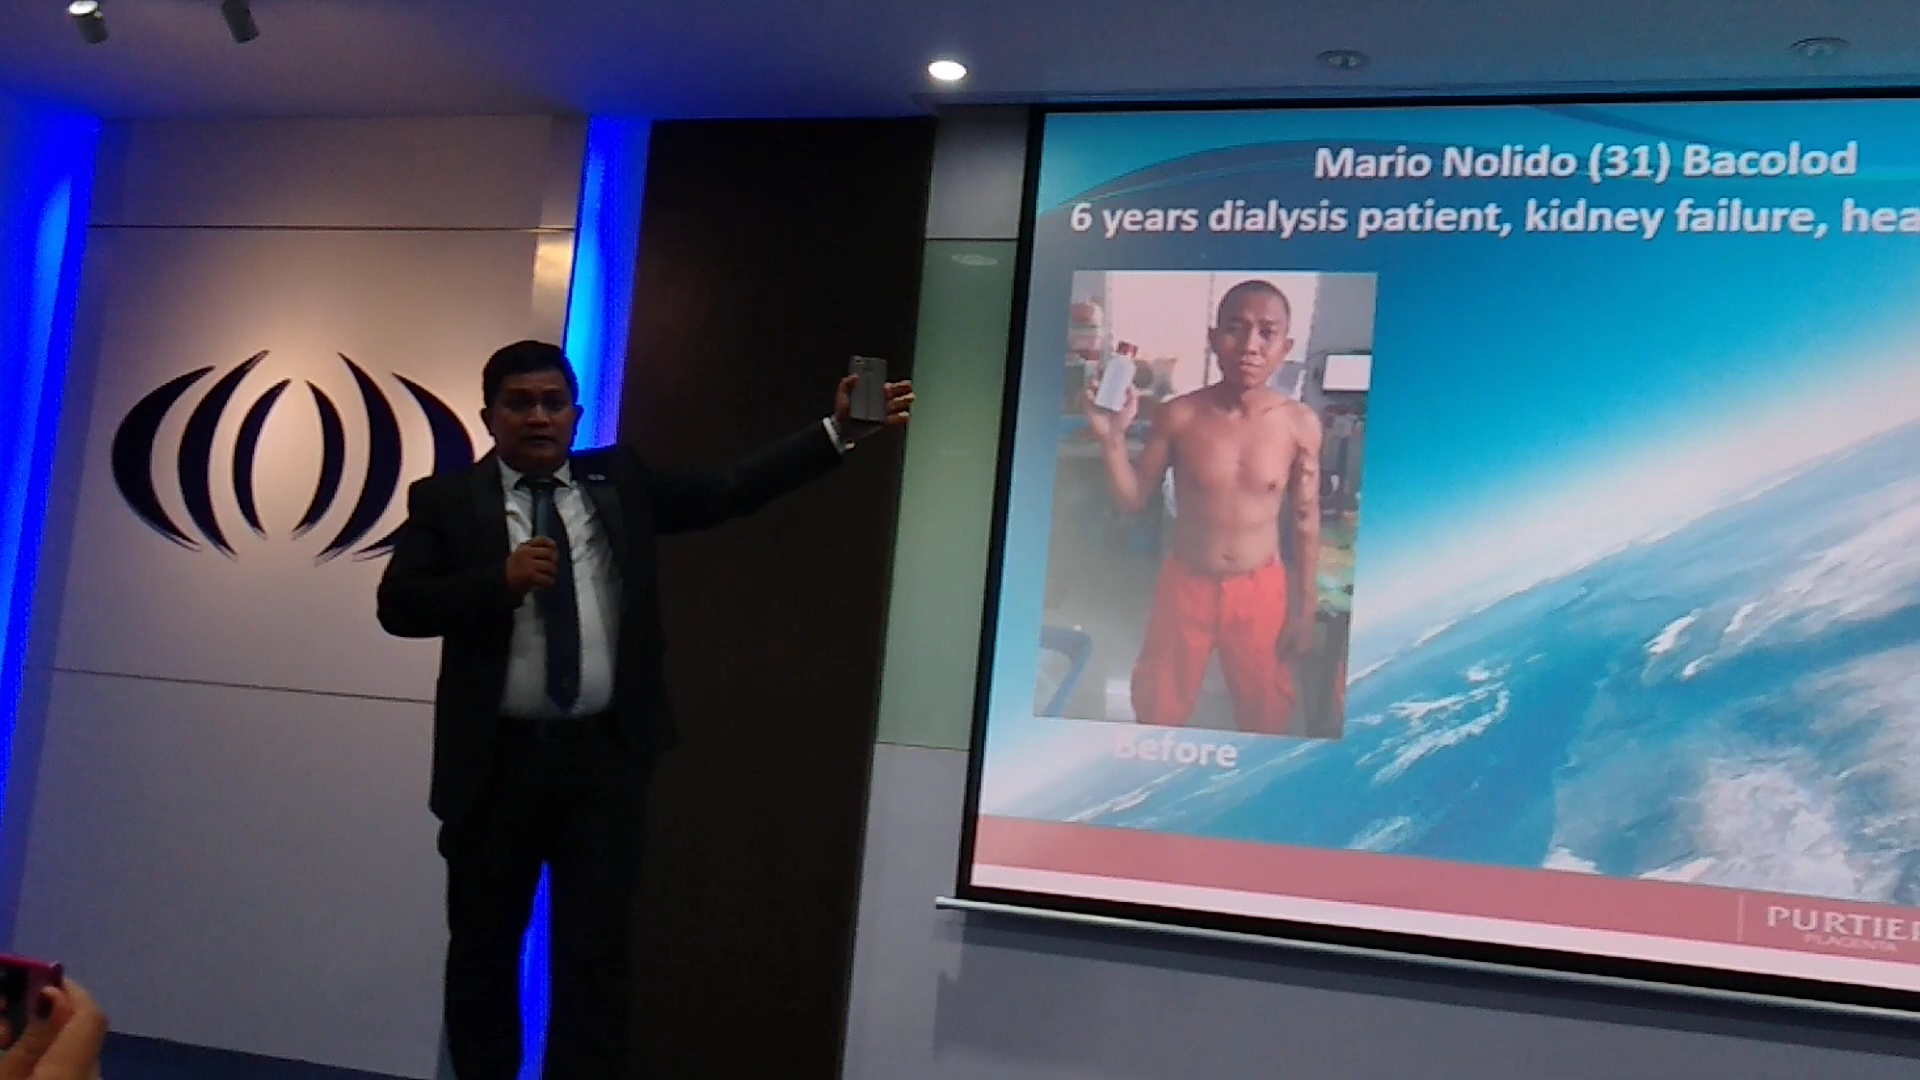 Mario Nolido (31) Bacolod
6 years dialysis patient, kidney failure, hea
Before
PURTIER
PLACENTA